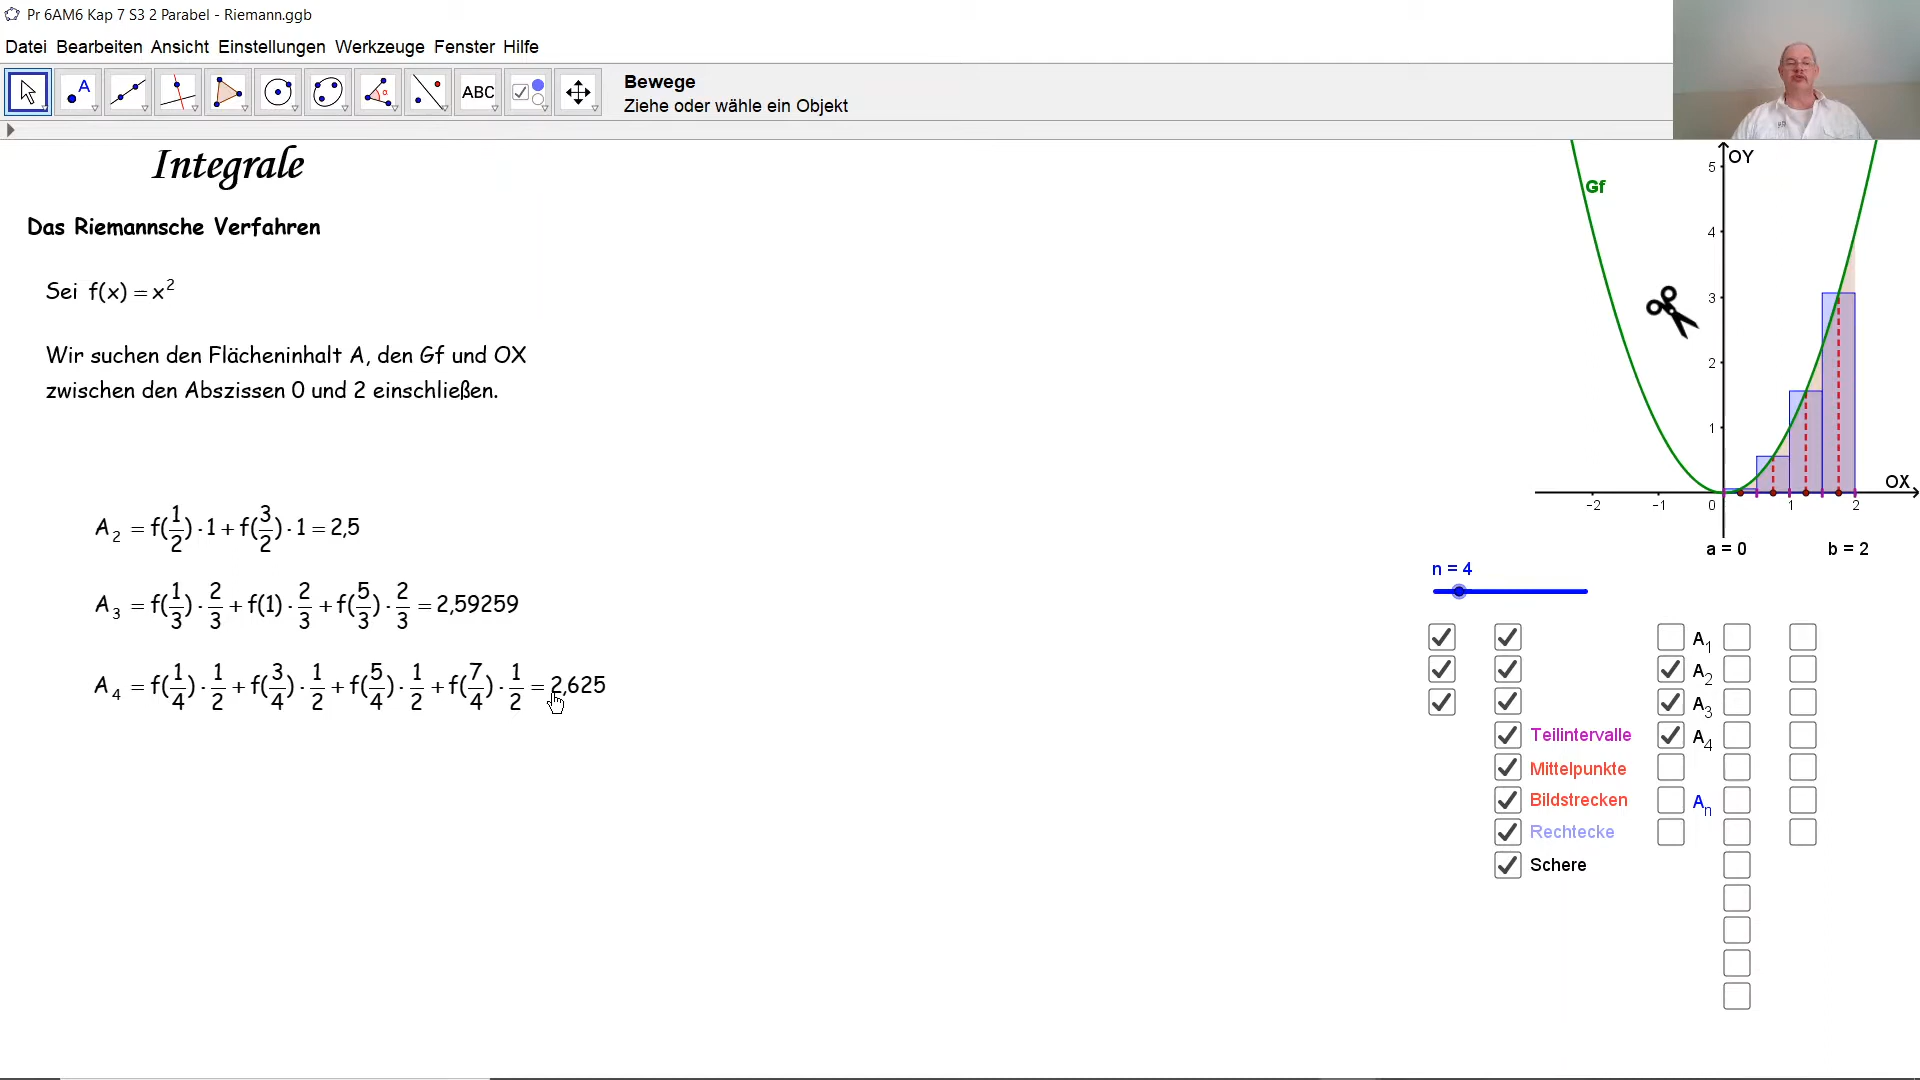 Pr 6AM6 Kap 7 S3 2 Parabel - Riemann.ggb
Datei Bearbeiten Ansicht Einstellungen Werkzeuge Fenster Hilfe
A
α
ABC
Bewege
Ziehe oder wähle ein Objekt
Integrale
Das Riemannsche Verfahren
Sei f(x) = x²
Wir suchen den Flächeninhalt A, den Gf und OX
zwischen den Abszissen 0 und 2 einschließen.
A₂ = f(1/2) · 1 + f(3/2) · 1 = 2,5
A₃ = f(1/3) · 2/3 + f(1) · 2/3 + f(5/3) · 2/3 = 2,59259
A₄ = f(1/4) · 1/2 + f(3/4) · 1/2 + f(5/4) · 1/2 + f(7/4) · 1/2 = 2,625
OY
5
Gf
4
3
2
1
OX
-2 -1 0 1 2
a = 0 b = 2
n = 4
A₁
A₂
A₃
Teilintervalle A₄
Mittelpunkte
Bildstrecken Aₙ
Rechtecke
Schere